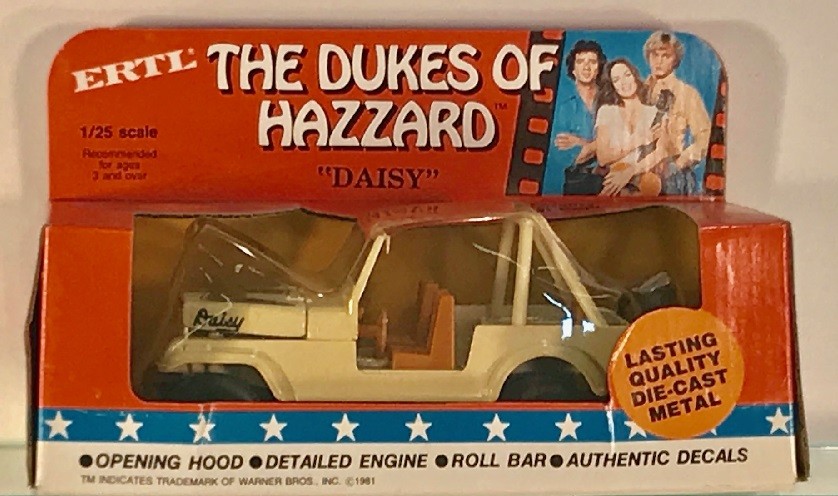 ERTL®
THE DUKES OF
HAZZARD™
1/25 scale
Recommended
for ages
3 and over
"DAISY"
Daisy
LASTING
QUALITY
DIE-CAST
METAL
●OPENING HOOD ●DETAILED ENGINE ●ROLL BAR ●AUTHENTIC DECALS
TM INDICATES TRADEMARK OF WARNER BROS., INC. ©1981